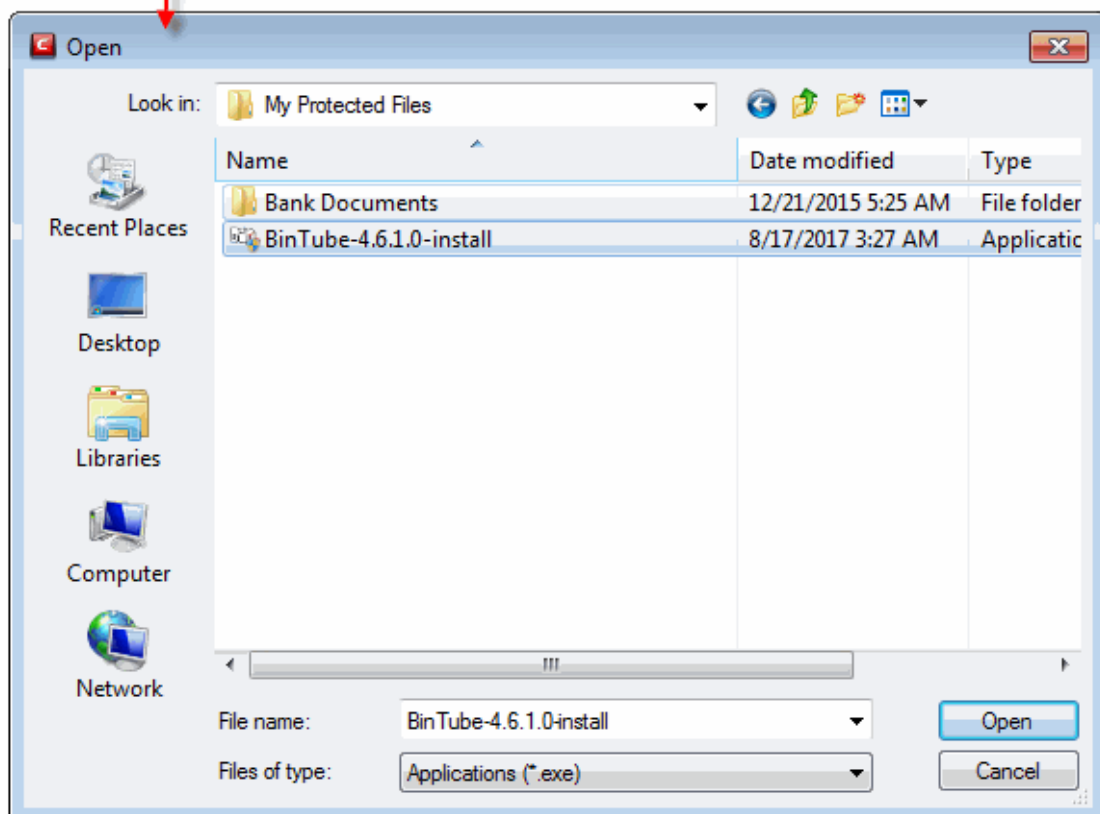 Open
Look in: My Protected Files
Name Date modified Type
Bank Documents 12/21/2015 5:25 AM File folder
BinTube-4.6.1.0-install 8/17/2017 3:27 AM Applicatic
Recent Places
Desktop
Libraries
Computer
Network
File name: BinTube-4.6.1.0-install Open
Files of type: Applications (*.exe) Cancel